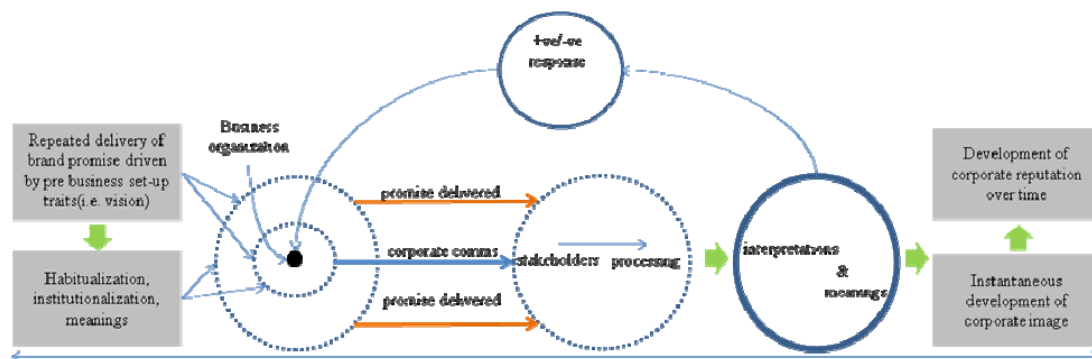 +ve/-ve
response
Business
organization
Repeated delivery of
brand promise driven
by pre business set-up
traits(i.e. vision)
Habitualization,
institutionalization,
meanings
promise delivered
corporate comms
promise delivered
stakeholders
processing
interpretations
&
meanings
Development of
corporate reputation
over time
Instantaneous
development of
corporate image